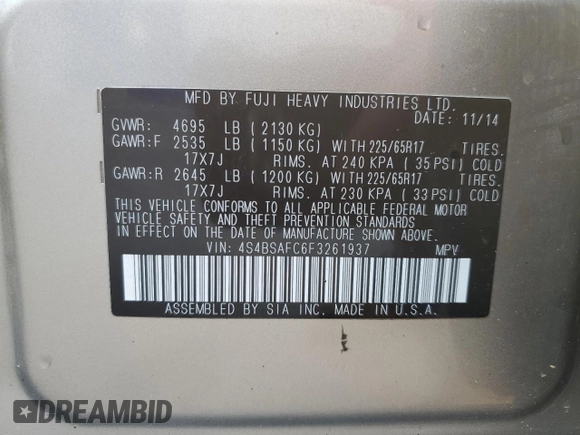 MFD BY FUJI HEAVY INDUSTRIES LTD.
DATE: 11/14
GVWR: 4695 LB ( 2130 KG)
GAWR:F 2535 LB ( 1150 KG) WITH 225/65R17 TIRES.
17X7J RIMS. AT 240 KPA ( 35 PSI) COLD
GAWR:R 2645 LB ( 1200 KG) WITH 225/65R17 TIRES.
17X7J RIMS. AT 230 KPA ( 33 PSI) COLD
THIS VEHICLE CONFORMS TO ALL APPLICABLE FEDERAL MOTOR
VEHICLE SAFETY AND THEFT PREVENTION STANDARDS
IN EFFECT ON THE DATE OF MANUFACTURE SHOWN ABOVE.
VIN: 4S4BSAFC6F3261937 MPV
ASSEMBLED BY SIA INC. MADE IN U.S.A.
DREAMBID